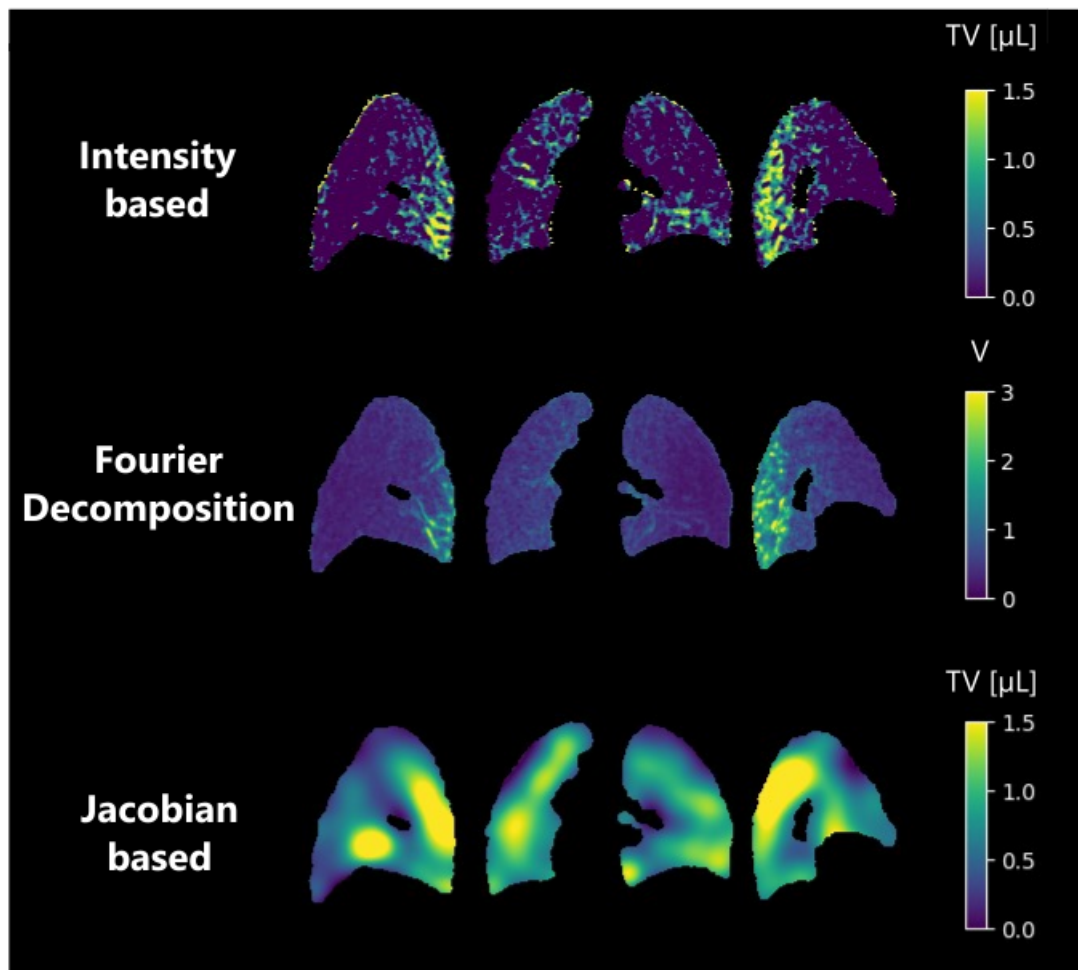 TV [µL]
1.5
Intensity
based
1.0
0.5
0.0
V
3
Fourier
Decomposition
2
1
0
TV [µL]
1.5
Jacobian
based
1.0
0.5
0.0